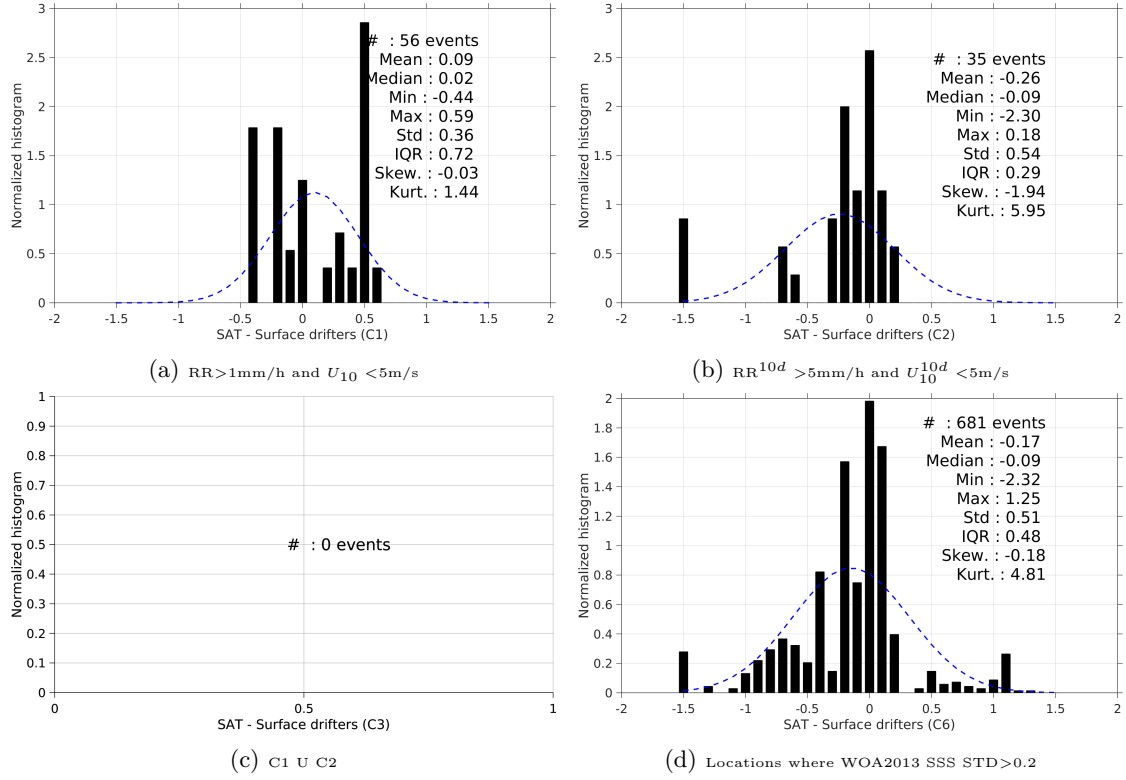 3
2.5
2
1.5
1
0.5
0
-2
-1.5
-1
-0.5
0
0.5
1
1.5
2
Normalized histogram
SAT - Surface drifters (C1)
# : 56 events
Mean : 0.09
Median : 0.02
Min : -0.44
Max : 0.59
Std : 0.36
IQR : 0.72
Skew. : -0.03
Kurt. : 1.44
(a) RR>1mm/h and U10 <5m/s
3
2.5
2
1.5
1
0.5
0
-2
-1.5
-1
-0.5
0
0.5
1
1.5
2
Normalized histogram
SAT - Surface drifters (C2)
# : 35 events
Mean : -0.26
Median : -0.09
Min : -2.30
Max : 0.18
Std : 0.54
IQR : 0.29
Skew. : -1.94
Kurt. : 5.95
(b) RR10d >5mm/h and U10 10d <5m/s
1
0.9
0.8
0.7
0.6
0.5
0.4
0.3
0.2
0.1
0
0
0.5
1
Normalized histogram
SAT - Surface drifters (C3)
# : 0 events
(c) C1 U C2
2
1.8
1.6
1.4
1.2
1
0.8
0.6
0.4
0.2
0
-2
-1.5
-1
-0.5
0
0.5
1
1.5
2
Normalized histogram
SAT - Surface drifters (C6)
# : 681 events
Mean : -0.17
Median : -0.09
Min : -2.32
Max : 1.25
Std : 0.51
IQR : 0.48
Skew. : -0.18
Kurt. : 4.81
(d) Locations where WOA2013 SSS STD>0.2